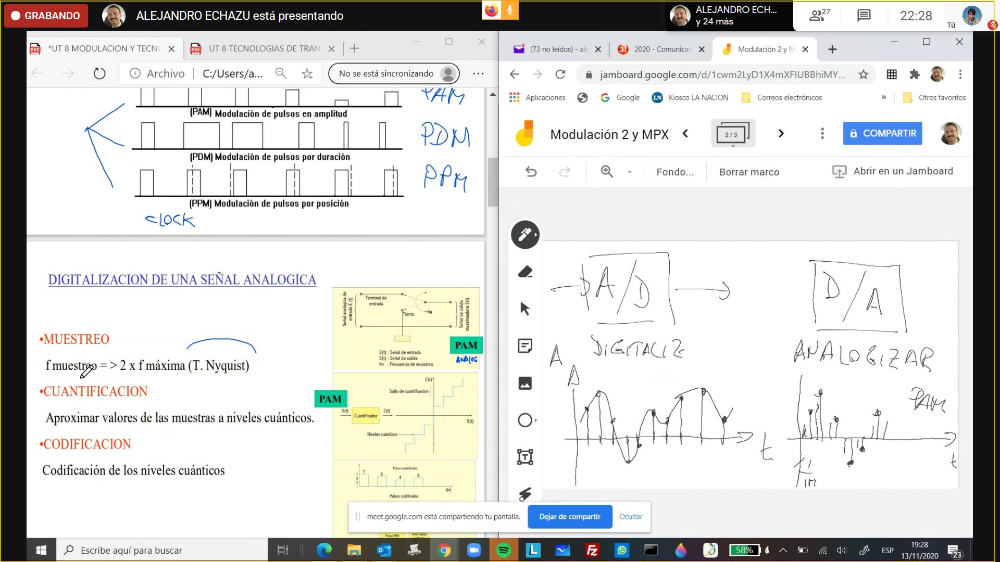 GRABANDO
ALEJANDRO ECHAZU está presentando
ALEJANDRO ECH...
y 24 más
27
22:28
Tú
*UT 8 MODULACION Y TECNO
UT 8 TECNOLOGIAS DE TRAN
Archivo
C:/Users/a...
No se está sincronizando
PAM
(PAM) Modulación de pulsos en amplitud
PDM
(PDM) Modulación de pulsos por duración
PPM
(PPM) Modulación de pulsos por posición
CLOCK
DIGITALIZACION DE UNA SEÑAL ANALOGICA
•MUESTREO
f muestreo = > 2 x f máxima (T. Nyquist)
•CUANTIFICACION
Aproximar valores de las muestras a niveles cuánticos.
•CODIFICACION
Codificación de los niveles cuánticos
Señal analógica de
entrada E (t)
Terminal de
entrada
Tierra
fm
Señal de salida
muestreadora S(t)
E(t) : Señal de entrada
S(t) : Señal de salida
fm : Frecuencia de muestreo
PAM
ANALOG
C(t)
Salto de cuantificación
PAM
S(t)
Cuantificador
C(t)
S(t)
Niveles cuánticos
Pulsos cuantificados
7
6
4
5
7
5
3
1
t(s)
Pulsos codificados
Pulsos PAM
Señal digital
(73 no leídos) - ale
2020 - Comunicac
Modulación 2 y M
jamboard.google.com/d/1cwm2LyD1X4mXFIUBBhiMY...
Aplicaciones
Google
LN
Kiosco LA NACION
Correos electrónicos
»
Otros favoritos
Modulación 2 y MPX
2 / 3
COMPARTIR
Fondo...
Borrar marco
Abrir en un Jamboard
A/D
D/A
DIGITALIZ
ANALOGIZAR
A
A
t
PAM
t
meet.google.com está compartiendo tu pantalla.
Dejar de compartir
Ocultar
Escribe aquí para buscar
58%
ESP
19:28
13/11/2020
23